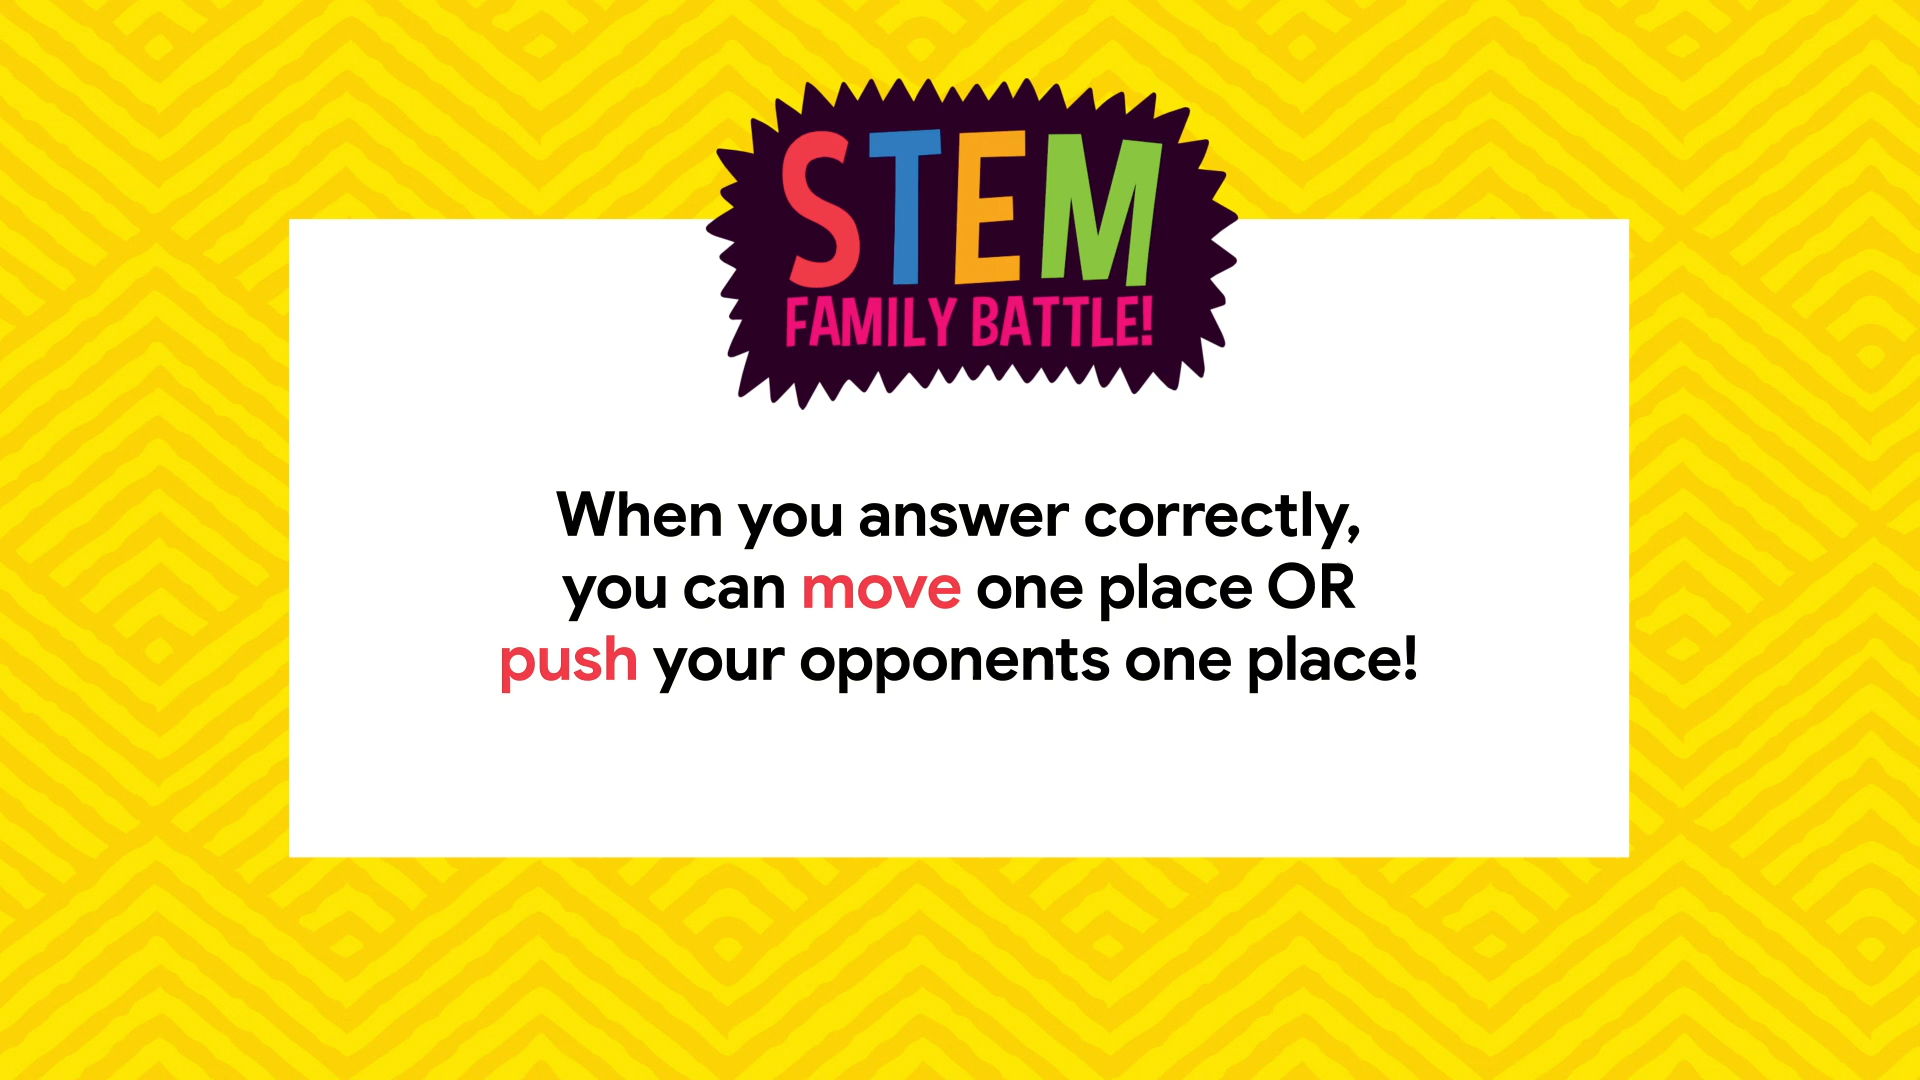 STEM
FAMILY BATTLE!
When you answer correctly,
you can move one place OR
push your opponents one place!